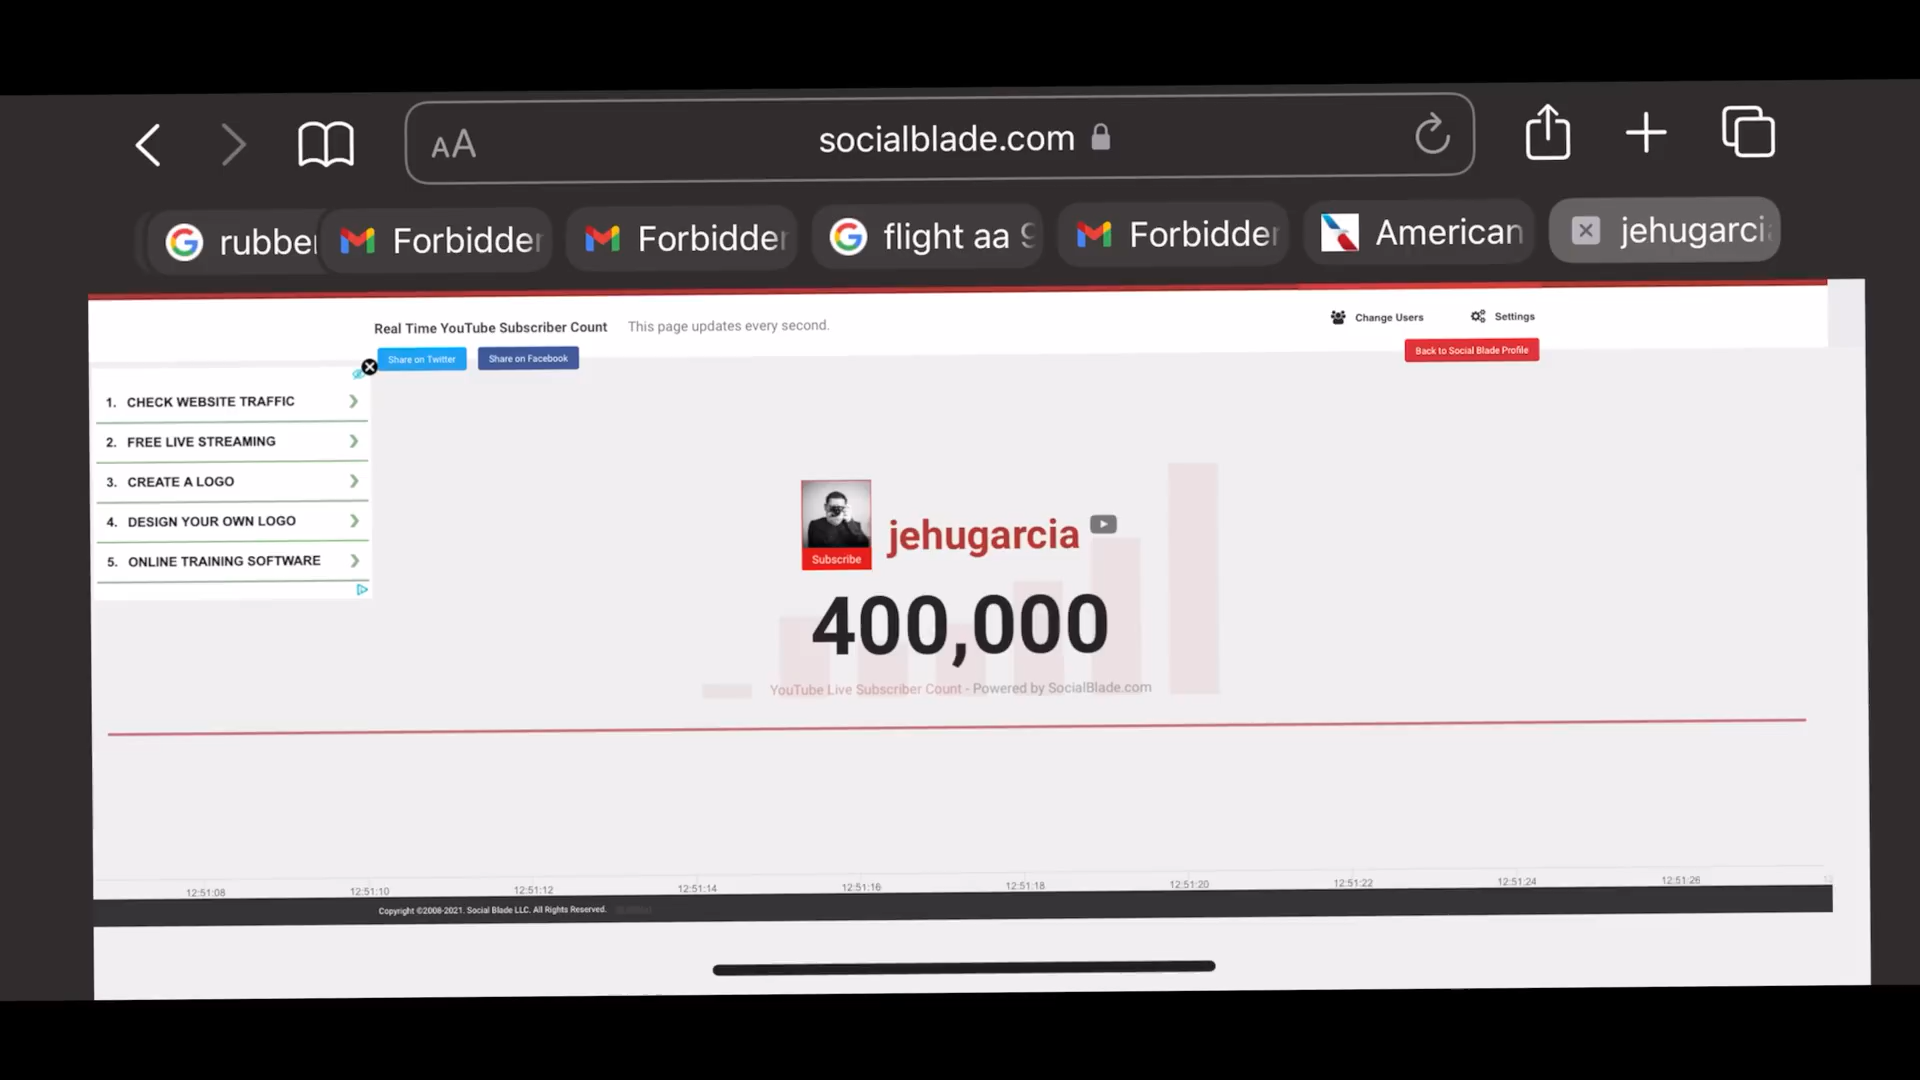 AA socialblade.com
rubber Forbidder Forbidder flight aa 9 Forbidder American jehugarci
Real Time YouTube Subscriber Count This page updates every second. Change Users Settings
Share on Twitter Share on Facebook Back to Social Blade Profile
1. CHECK WEBSITE TRAFFIC
2. FREE LIVE STREAMING
3. CREATE A LOGO
4. DESIGN YOUR OWN LOGO
5. ONLINE TRAINING SOFTWARE
jehugarcia
Subscribe
400,000
YouTube Live Subscriber Count - Powered by SocialBlade.com
12:51:08 12:51:10 12:51:12 12:51:14 12:51:16 12:51:18 12:51:20 12:51:22 12:51:24 12:51:26
Copyright ©2008-2021. Social Blade LLC. All Rights Reserved.